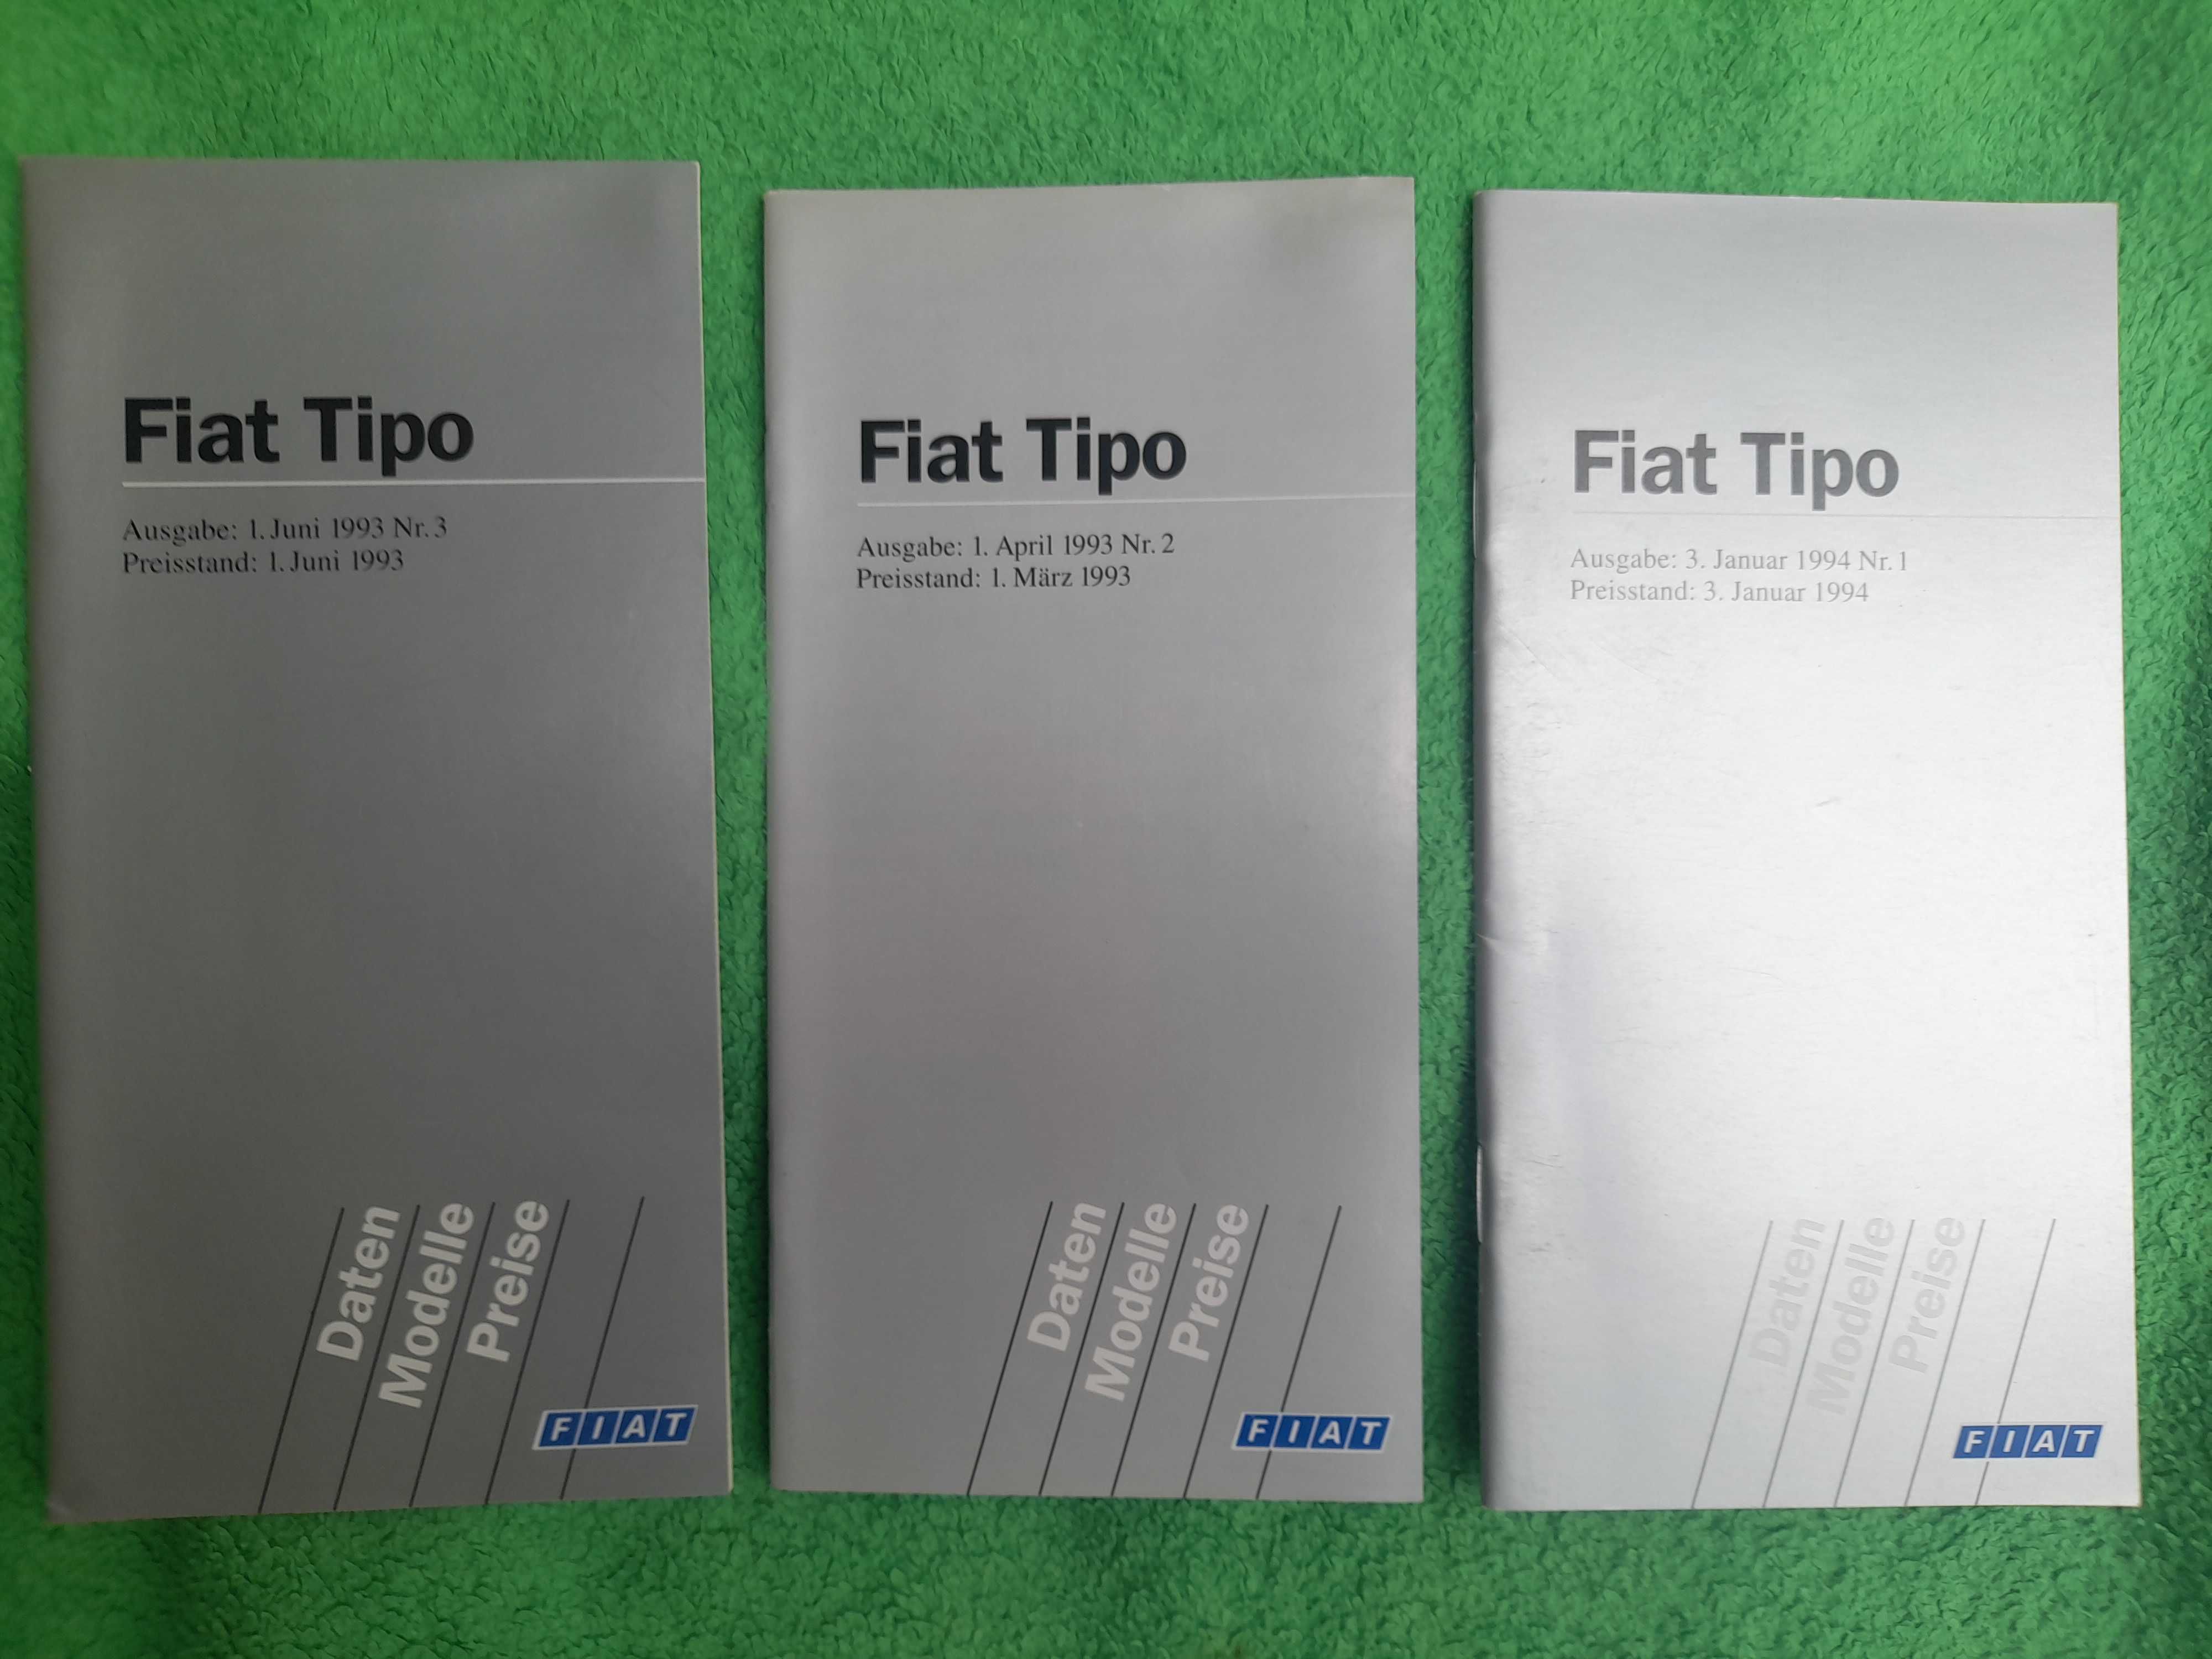 Fiat Tipo
Ausgabe: 1. Juni 1993 Nr. 3
Preisstand: 1. Juni 1993
Daten
Modelle
Preise
FIAT
Fiat Tipo
Ausgabe: 1. April 1993 Nr. 2
Preisstand: 1. März 1993
Daten
Modelle
Preise
FIAT
Fiat Tipo
Ausgabe: 3. Januar 1994 Nr. 1
Preisstand: 3. Januar 1994
Daten
Modelle
Preise
FIAT